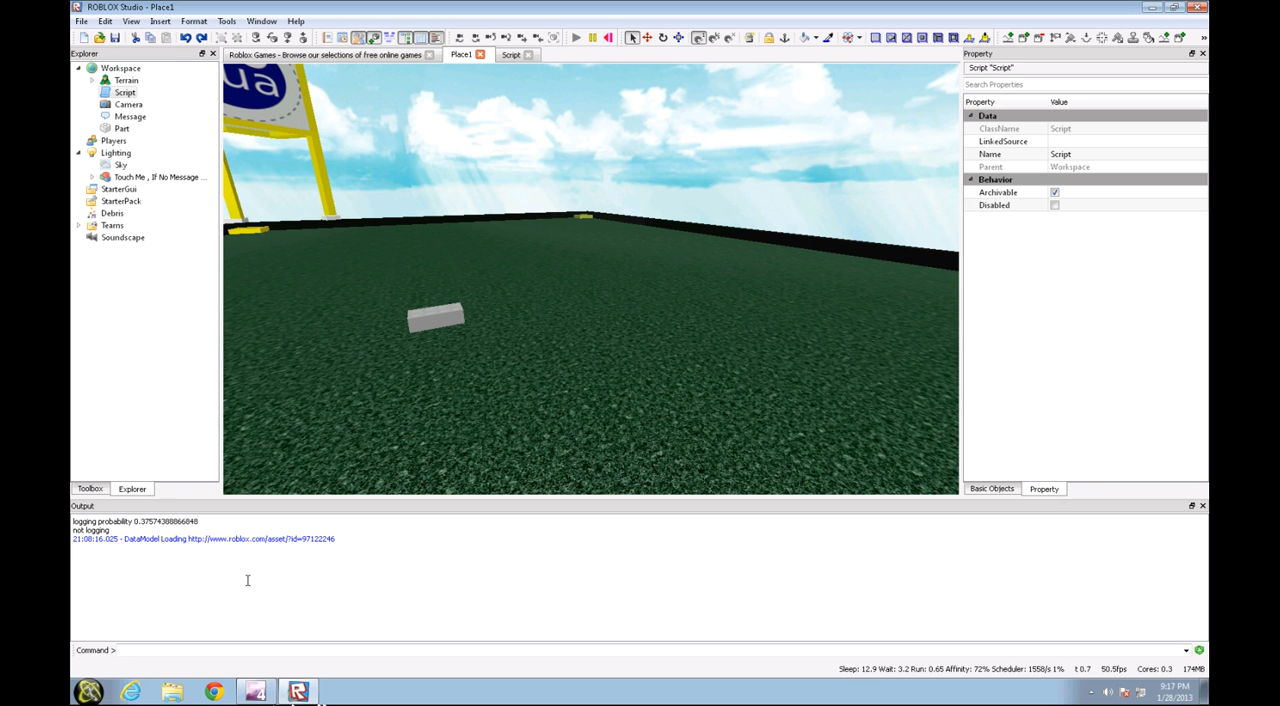 ROBLOX Studio - Place1
File Edit View Insert Format Tools Window Help
Explorer
Workspace
Terrain
Script
Camera
Message
Part
Players
Lighting
Sky
Touch Me , If No Message ...
StarterGui
StarterPack
Debris
Teams
Soundscape
Toolbox Explorer
Roblox Games - Browse our selections of free online games Place1 Script
ua
Property
Script "Script"
Search Properties
Property Value
Data
ClassName Script
LinkedSource
Name Script
Parent Workspace
Behavior
Archivable
Disabled
Basic Objects Property
Output
logging probability 0.37574388866848
not logging
21:08:16.025 - DataModel Loading http://www.roblox.com/asset/?id=97122246
Command >
Sleep: 12.9 Wait: 3.2 Run: 0.65 Affinity: 72% Scheduler: 1558/s 1% t 0.7 50.5fps Cores: 0.3 174MB
4
9:17 PM
1/28/2013